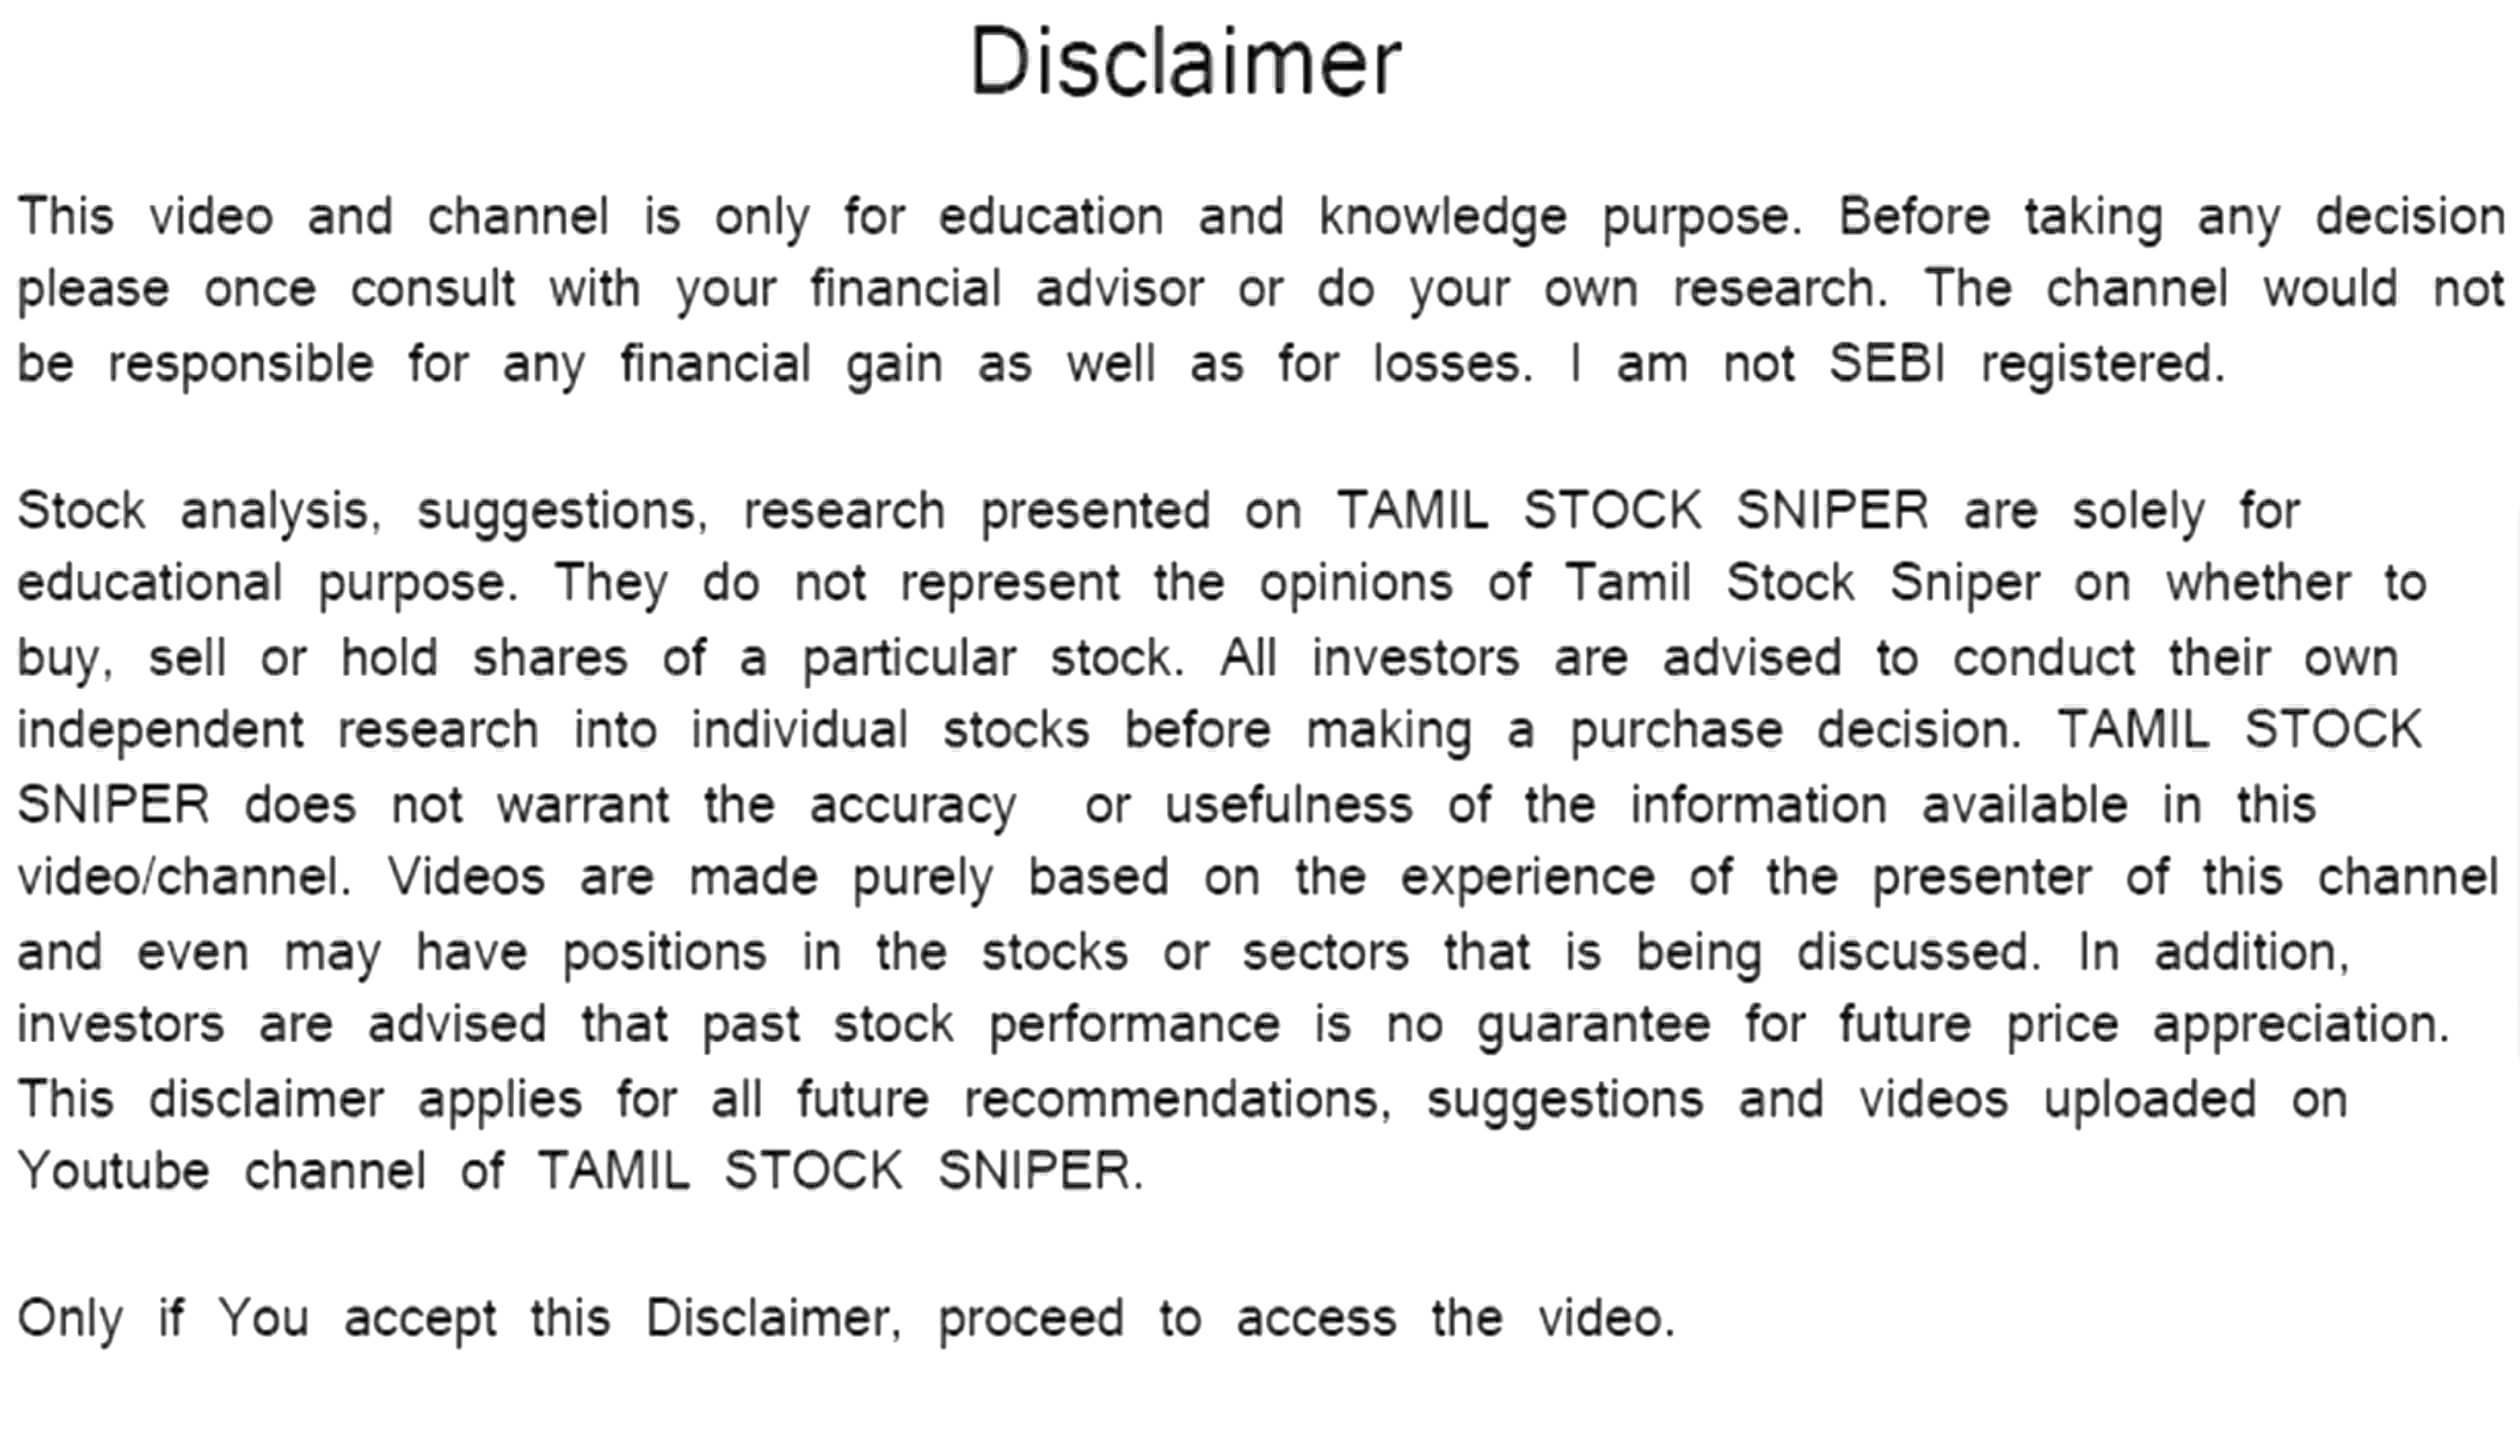 Disclaimer
This video and channel is only for education and knowledge purpose. Before taking any decision
please once consult with your financial advisor or do your own research. The channel would not
be responsible for any financial gain as well as for losses. I am not SEBI registered.
Stock analysis, suggestions, research presented on TAMIL STOCK SNIPER are solely for
educational purpose. They do not represent the opinions of Tamil Stock Sniper on whether to
buy, sell or hold shares of a particular stock. All investors are advised to conduct their own
independent research into individual stocks before making a purchase decision. TAMIL STOCK
SNIPER does not warrant the accuracy or usefulness of the information available in this
video/channel. Videos are made purely based on the experience of the presenter of this channel
and even may have positions in the stocks or sectors that is being discussed. In addition,
investors are advised that past stock performance is no guarantee for future price appreciation.
This disclaimer applies for all future recommendations, suggestions and videos uploaded on
Youtube channel of TAMIL STOCK SNIPER.
Only if You accept this Disclaimer, proceed to access the video.